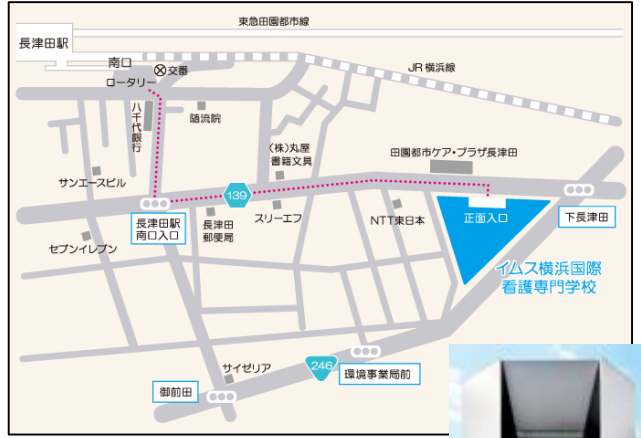 東急田園都市線
長津田駅
南口
交番
JR横浜線
ロータリー
八千代銀行
随流院
(株)丸屋
書籍文具
田園都市ケア・プラザ長津田
サンエースビル
139
長津田駅
南口入口
長津田
郵便局
スリーエフ
NTT東日本
正面入口
下長津田
セブンイレブン
イムス横浜国際
看護専門学校
サイゼリア
246
環境事業局前
御前田